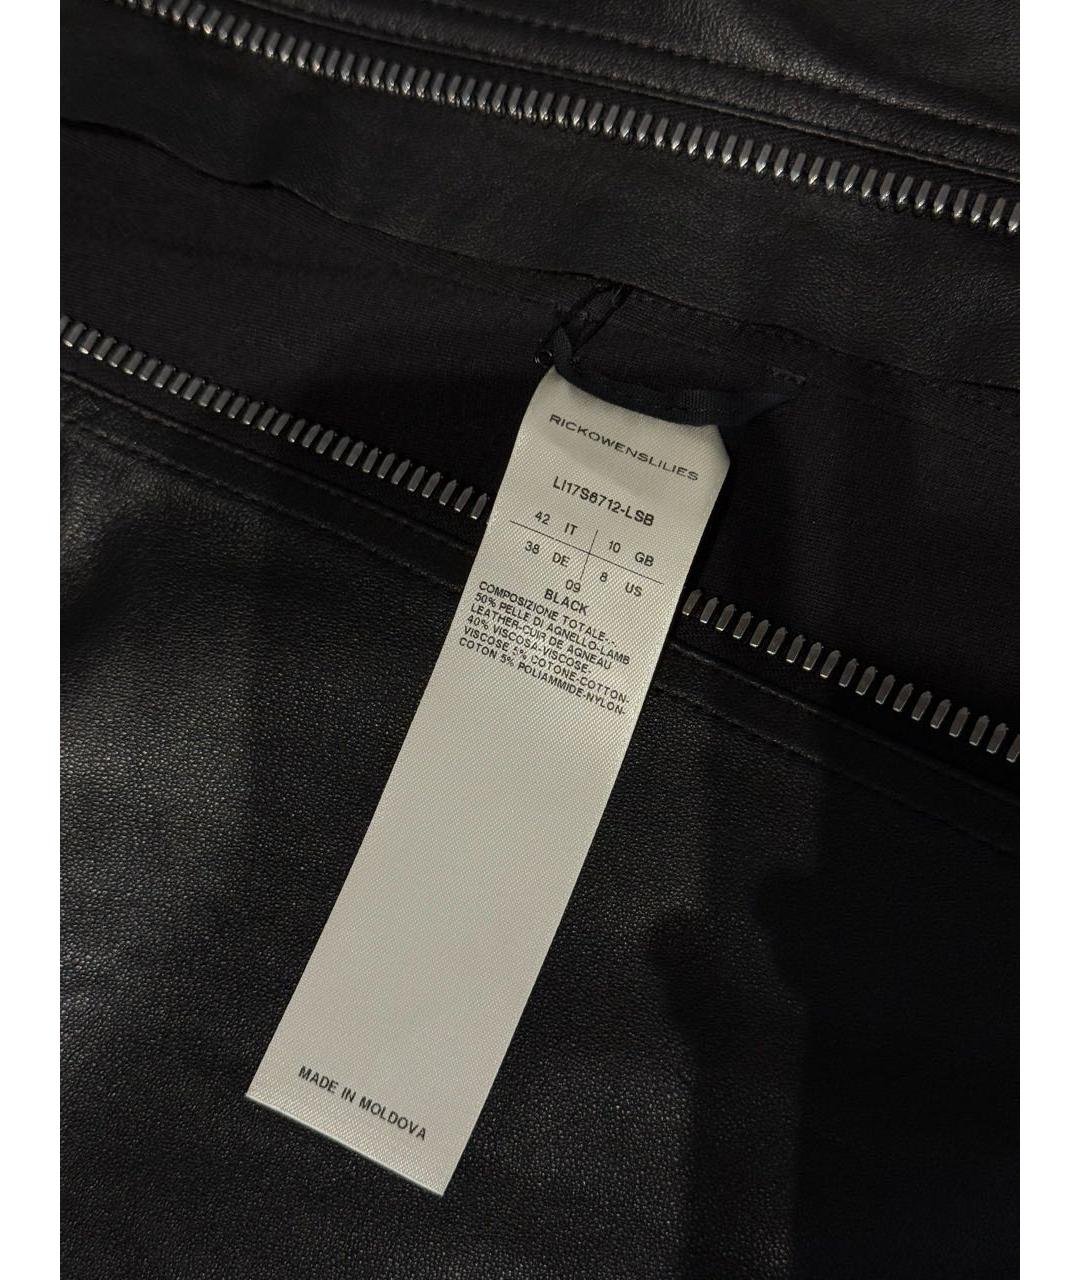 RICKOWENSLILIES
LI17S6712-LSB
42 IT 10 GB
38 DE 8 US
09
BLACK
COMPOSIZIONE TOTALE...
50% PELLE DI AGNELLO-LAMB
LEATHER-CUIR DE AGNEAU
40% VISCOSA-VISCOSE-
VISCOSE 5% COTONE-COTTON-
COTON 5% POLIAMMIDE-NYLON-
MADE IN MOLDOVA